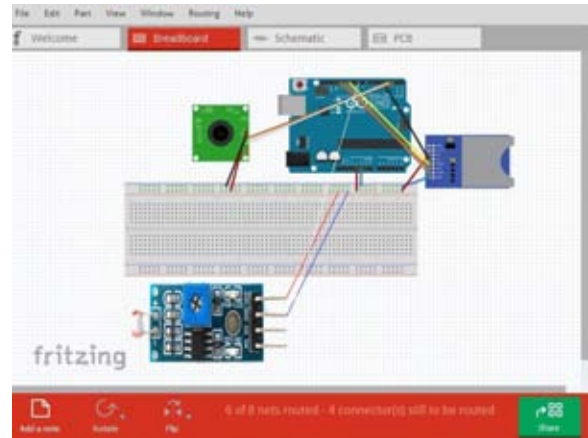 File Edit Part View Window Routing Help
f Welcome Breadboard Schematic PCB
fritzing
6 of 8 nets routed - 4 connector(s) still to be routed
Add a note Rotate Flip Share